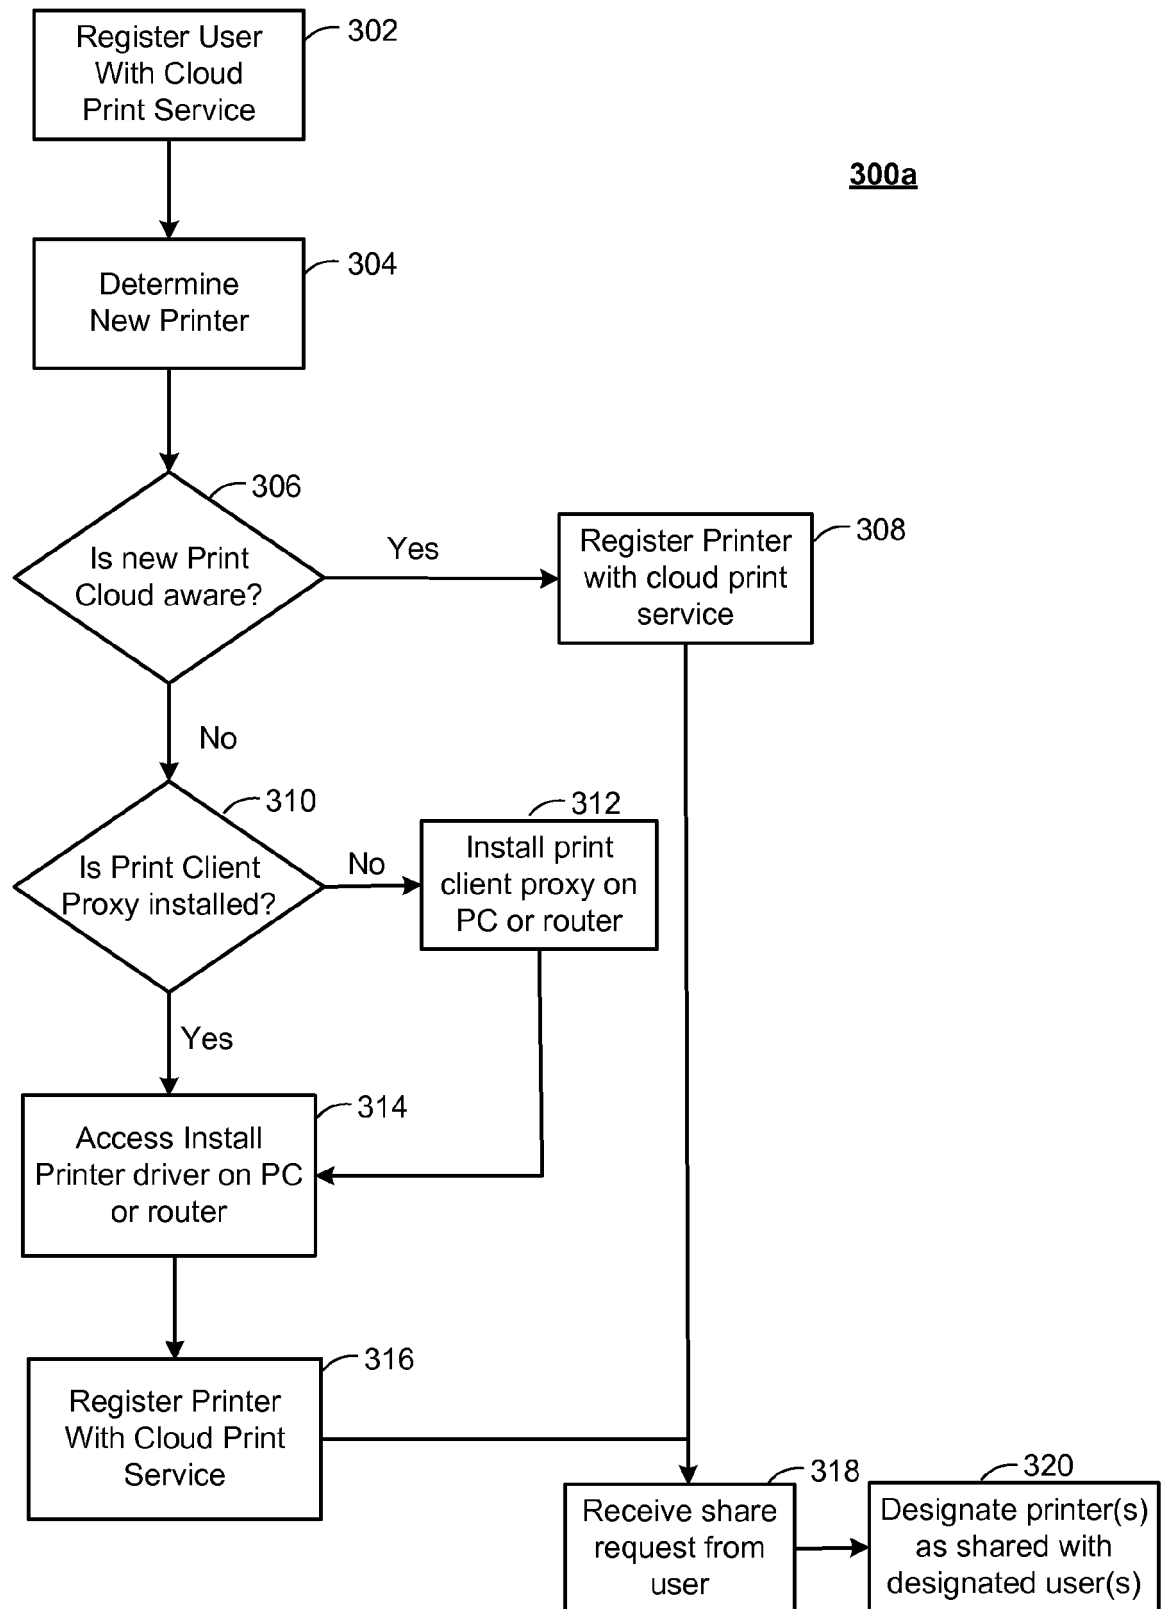 Register User
With Cloud
Print Service
302
300a
Determine
New Printer
304
Is new Print
Cloud aware?
306
Yes
Register Printer
with cloud print
service
308
No
Is Print Client
Proxy installed?
310
No
Install print
client proxy on
PC or router
312
Yes
Access Install
Printer driver on PC
or router
314
Register Printer
With Cloud Print
Service
316
Receive share
request from
user
318
Designate printer(s)
as shared with
designated user(s)
320